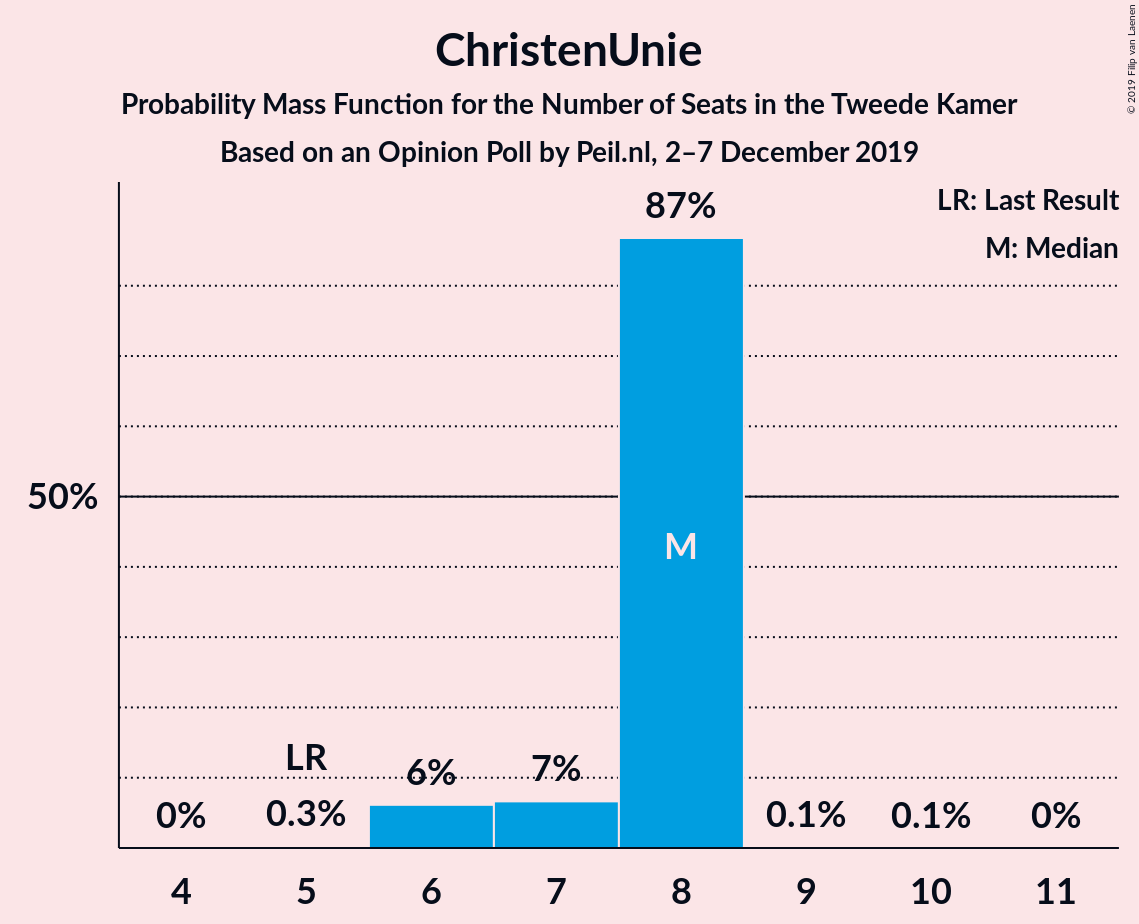 ChristenUnie
Probability Mass Function for the Number of Seats in the Tweede Kamer
Based on an Opinion Poll by Peil.nl, 2–7 December 2019
© 2019 Filip van Laenen
LR: Last Result
M: Median
87%
50%
M
LR
0%
0.3%
6%
7%
0.1%
0.1%
0%
4 5 6 7 8 9 10 11